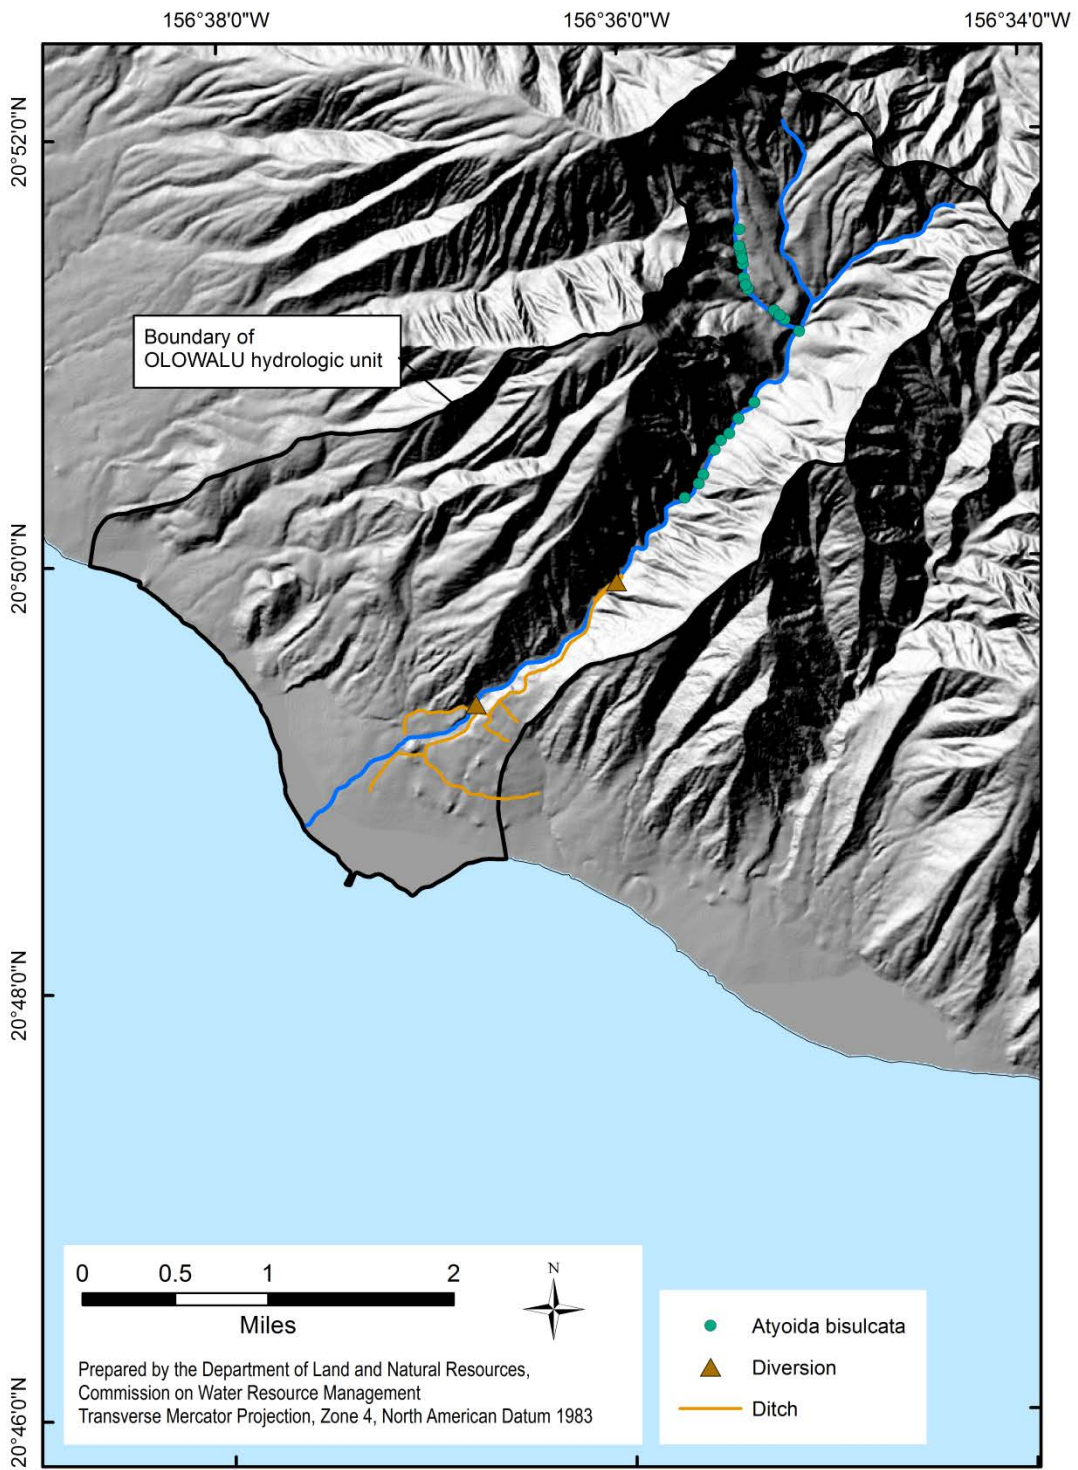 156°38'0"W 156°36'0"W 156°34'0"W
20°52'0"N
Boundary of
OLOWALU hydrologic unit
20°50'0"N
20°48'0"N
20°46'0"N
0 0.5 1 2
Miles
N
Prepared by the Department of Land and Natural Resources,
Commission on Water Resource Management
Transverse Mercator Projection, Zone 4, North American Datum 1983
Atyoida bisulcata
Diversion
Ditch